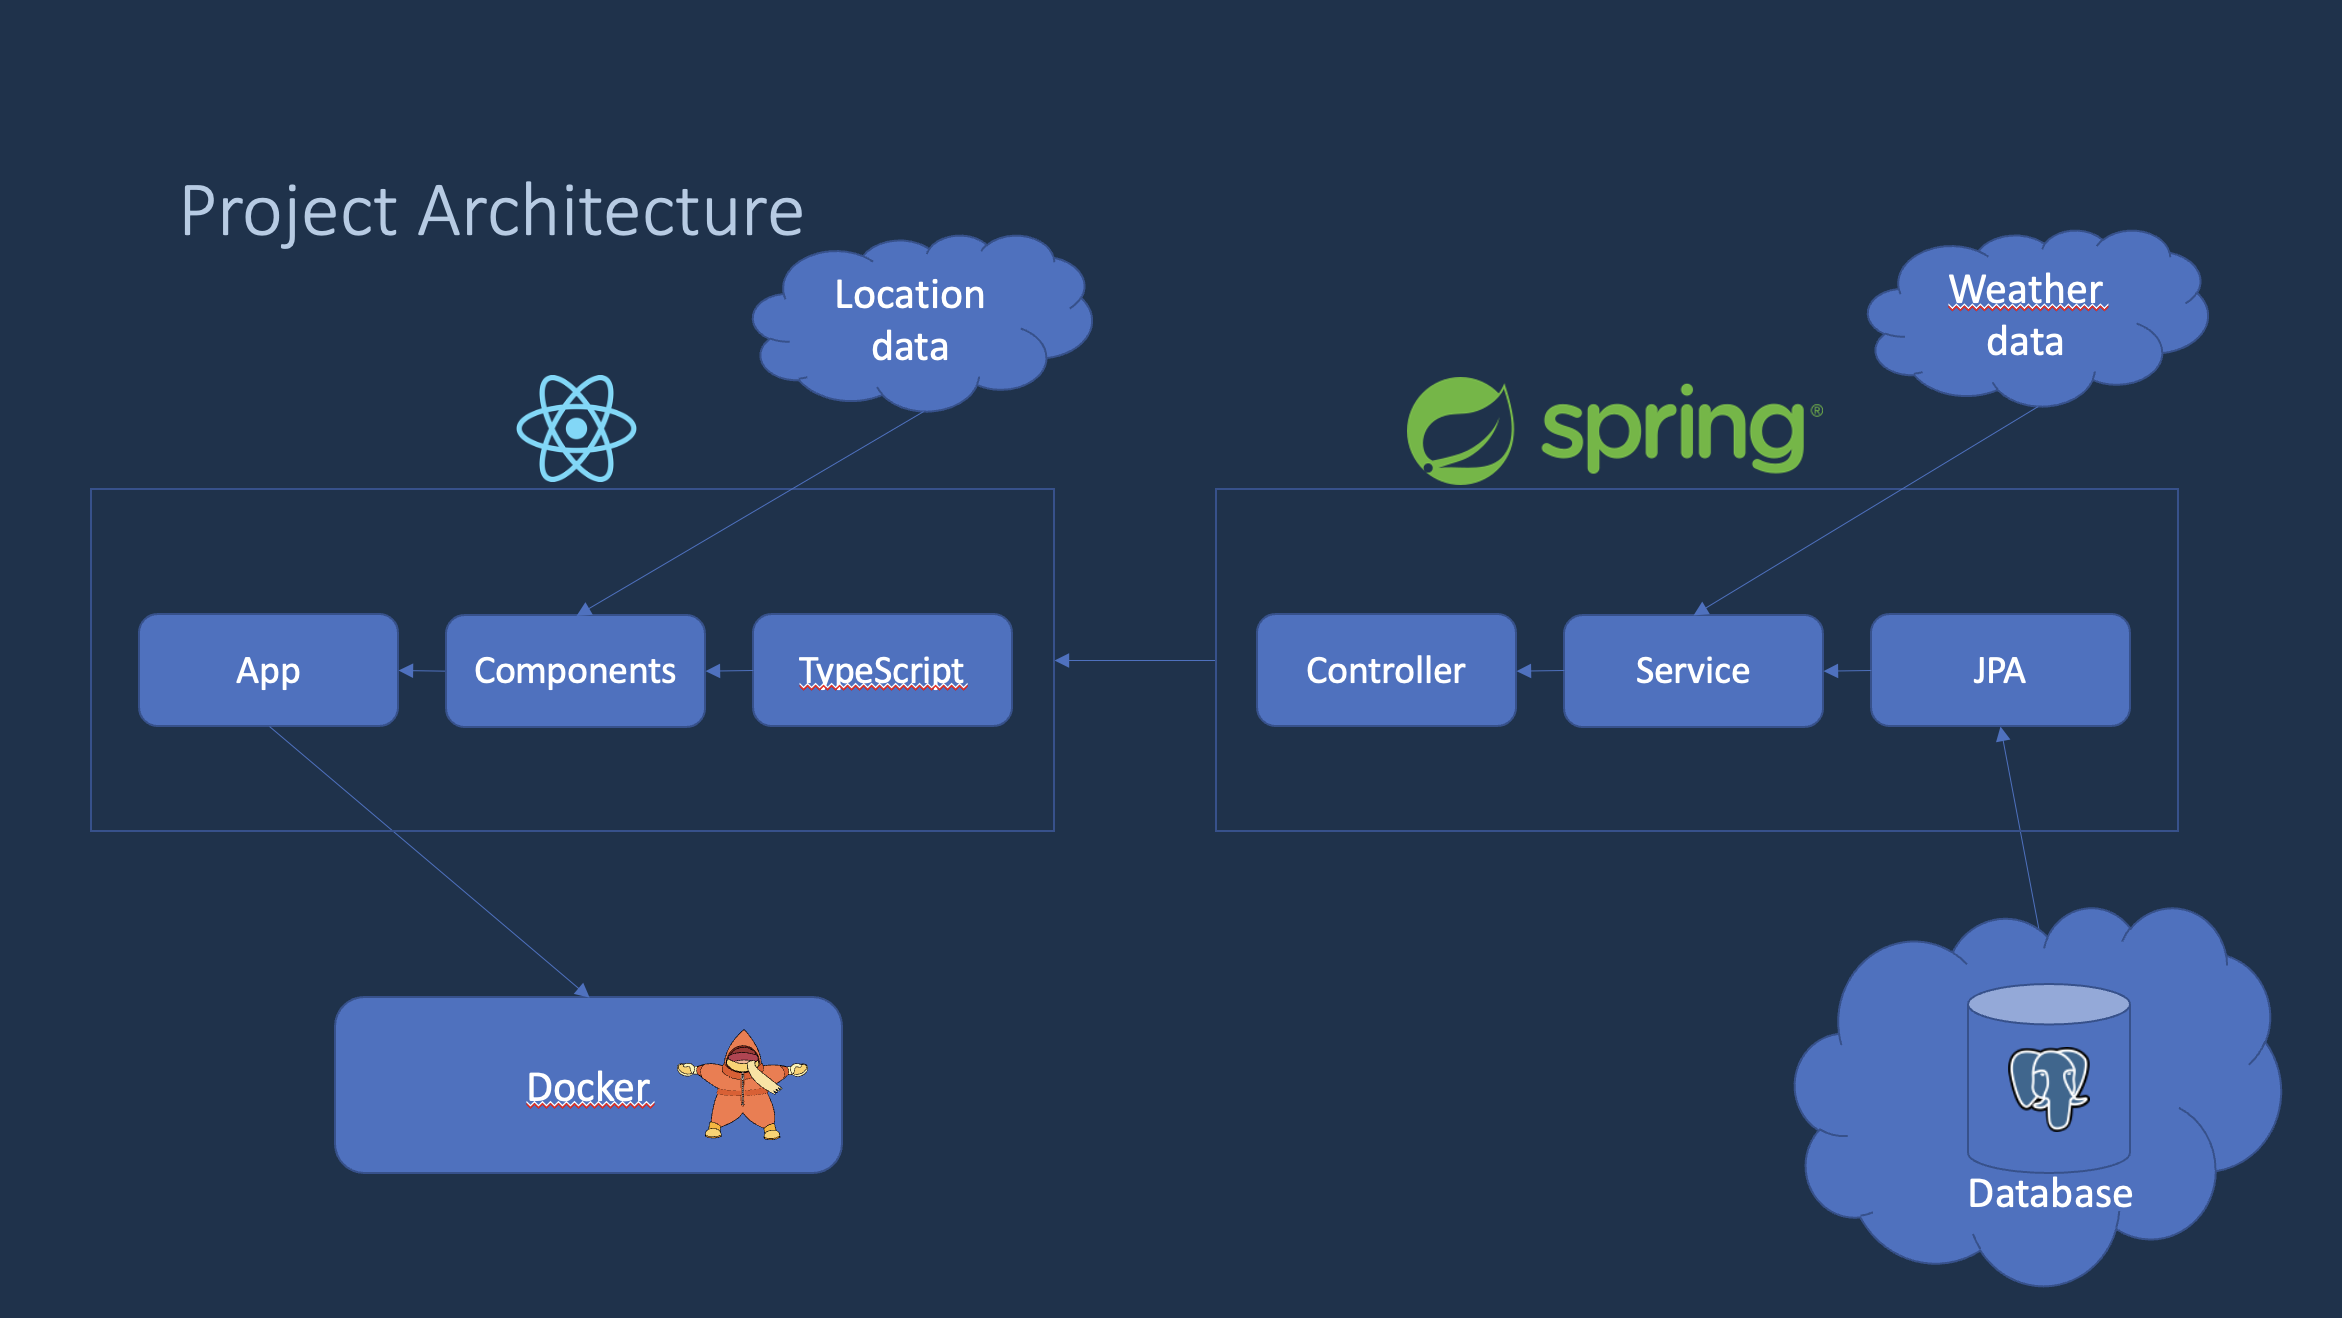 Project Architecture
Location
data
Weather
data
spring®
App
Components
TypeScript
Controller
Service
JPA
Docker
Database